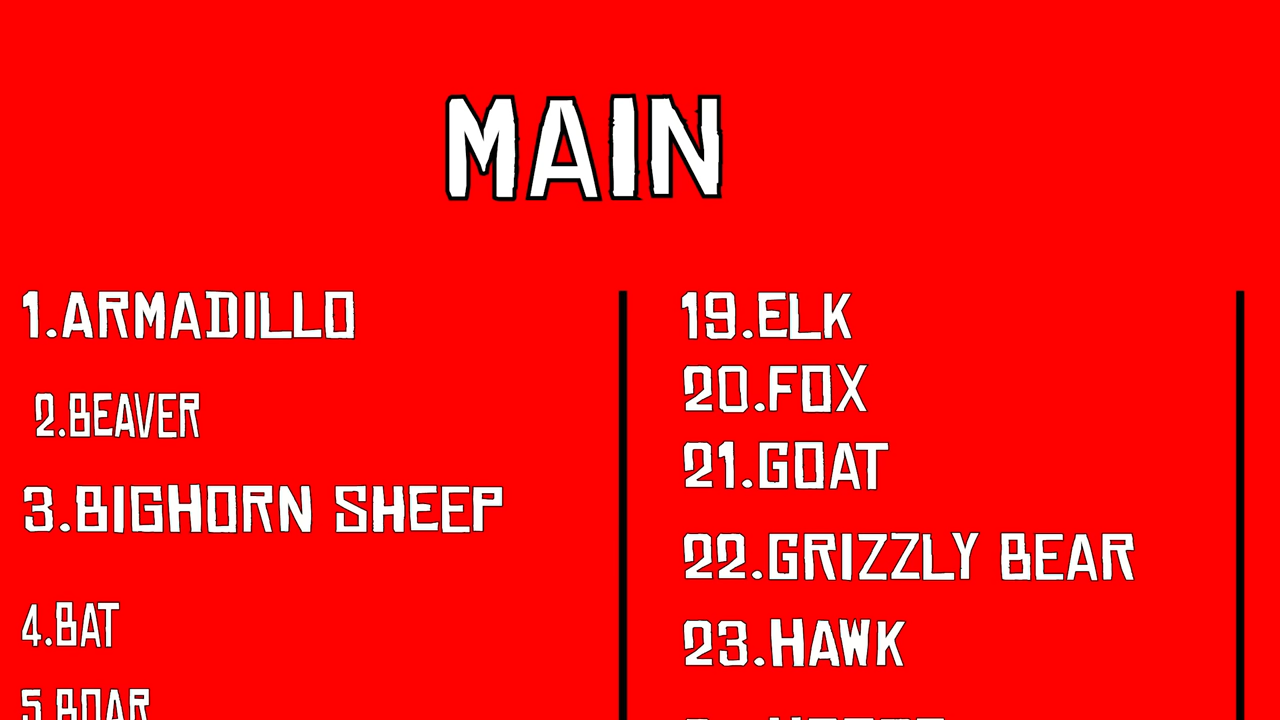 MAIN
1.ARMADILLO
2.BEAVER
3.BIGHORN SHEEP
4.BAT
5.BOAR
19.ELK
20.FOX
21.GOAT
22.GRIZZLY BEAR
23.HAWK